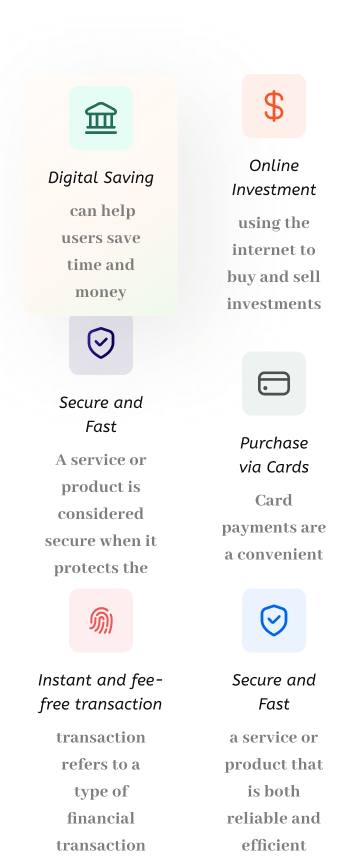 Digital Saving
can help
users save
time and
money
Online
Investment
using the
internet to
buy and sell
investments
Secure and
Fast
A service or
product is
considered
secure when it
protects the
Purchase
via Cards
Card
payments are
a convenient
Instant and fee-
free transaction
transaction
refers to a
type of
financial
transaction
Secure and
Fast
a service or
product that
is both
reliable and
efficient